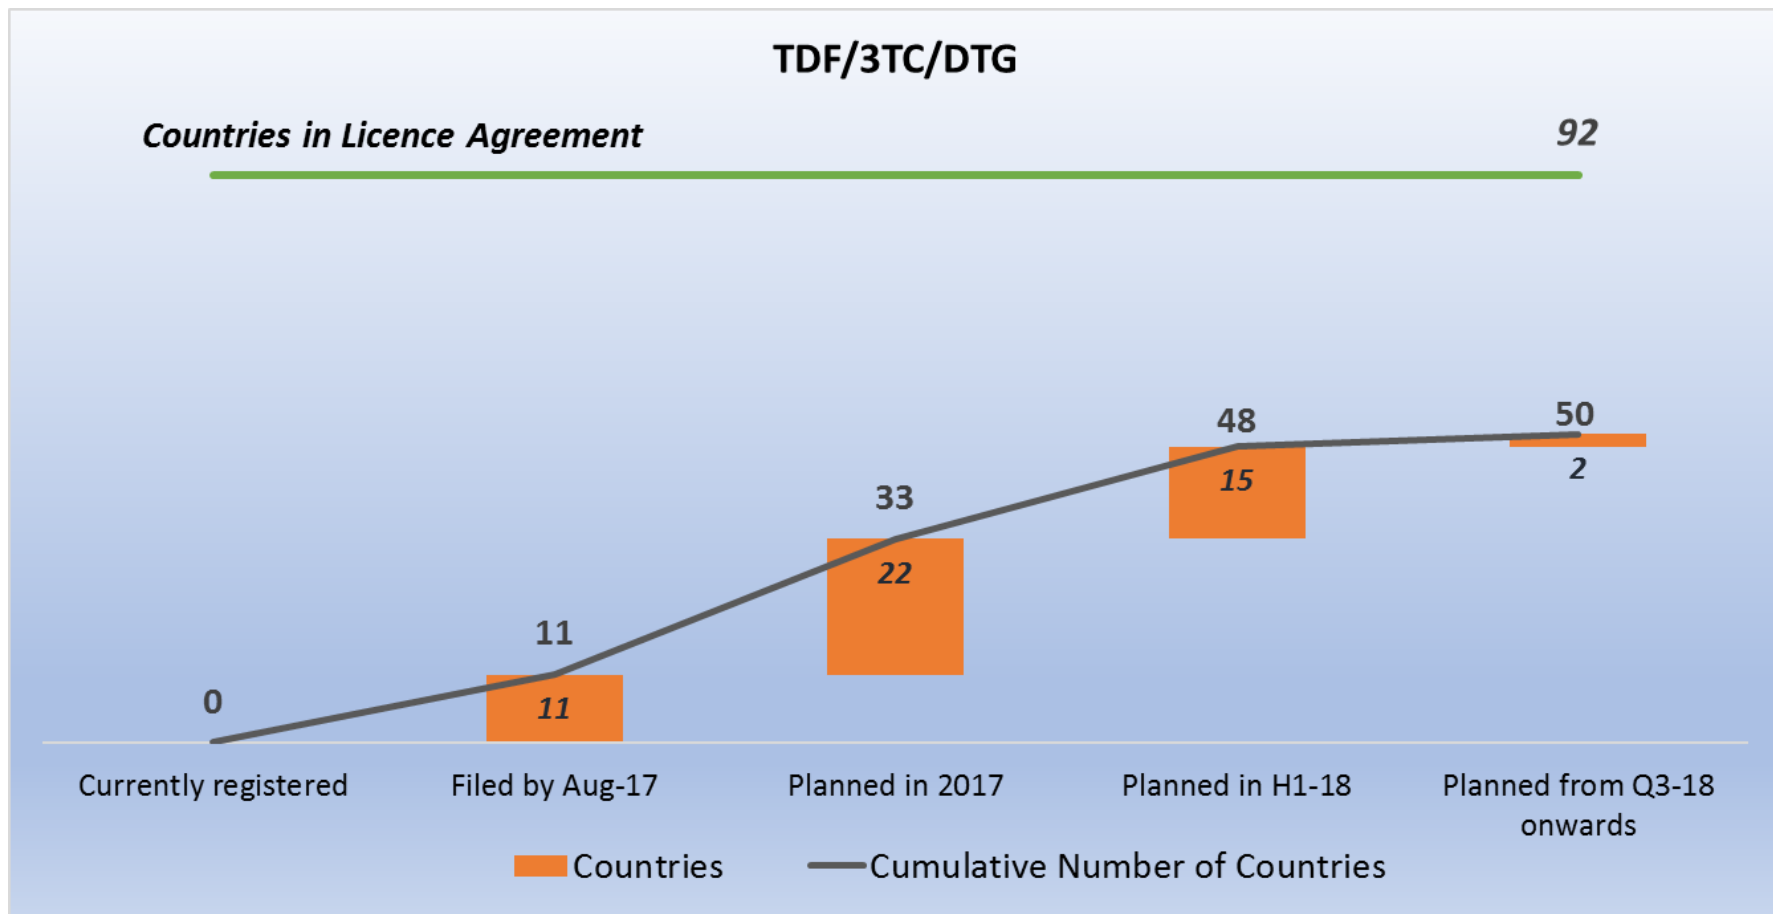 TDF/3TC/DTG
Countries in Licence Agreement
92
0
11
11
33
22
48
15
50
2
Currently registered
Filed by Aug-17
Planned in 2017
Planned in H1-18
Planned from Q3-18
onwards
Countries
Cumulative Number of Countries